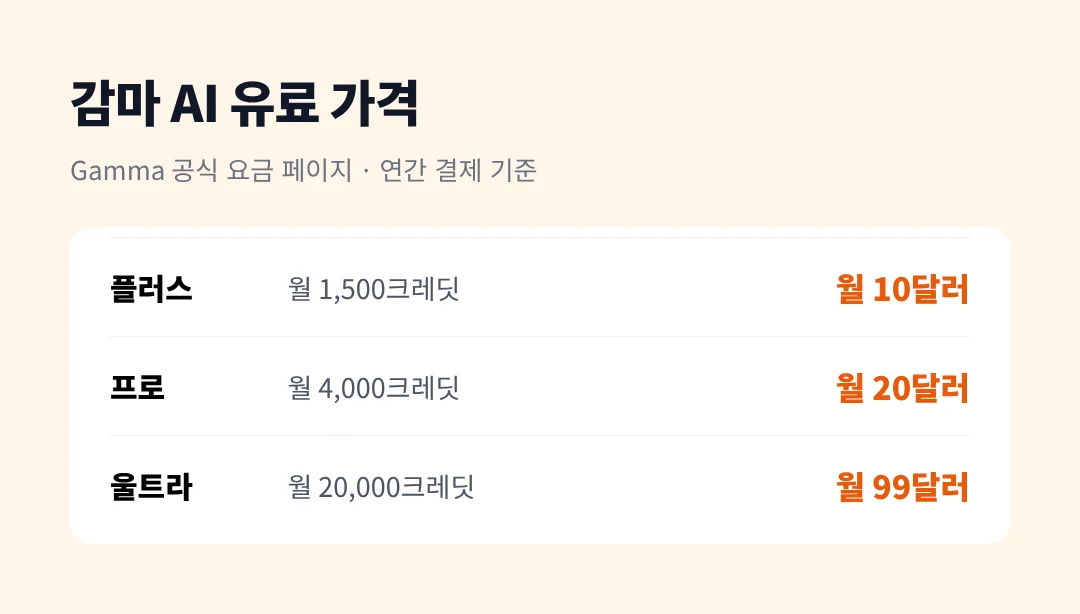 감마 AI 유료 가격
Gamma 공식 요금 페이지 · 연간 결제 기준
플러스 월 1,500크레딧 월 10달러
프로 월 4,000크레딧 월 20달러
울트라 월 20,000크레딧 월 99달러